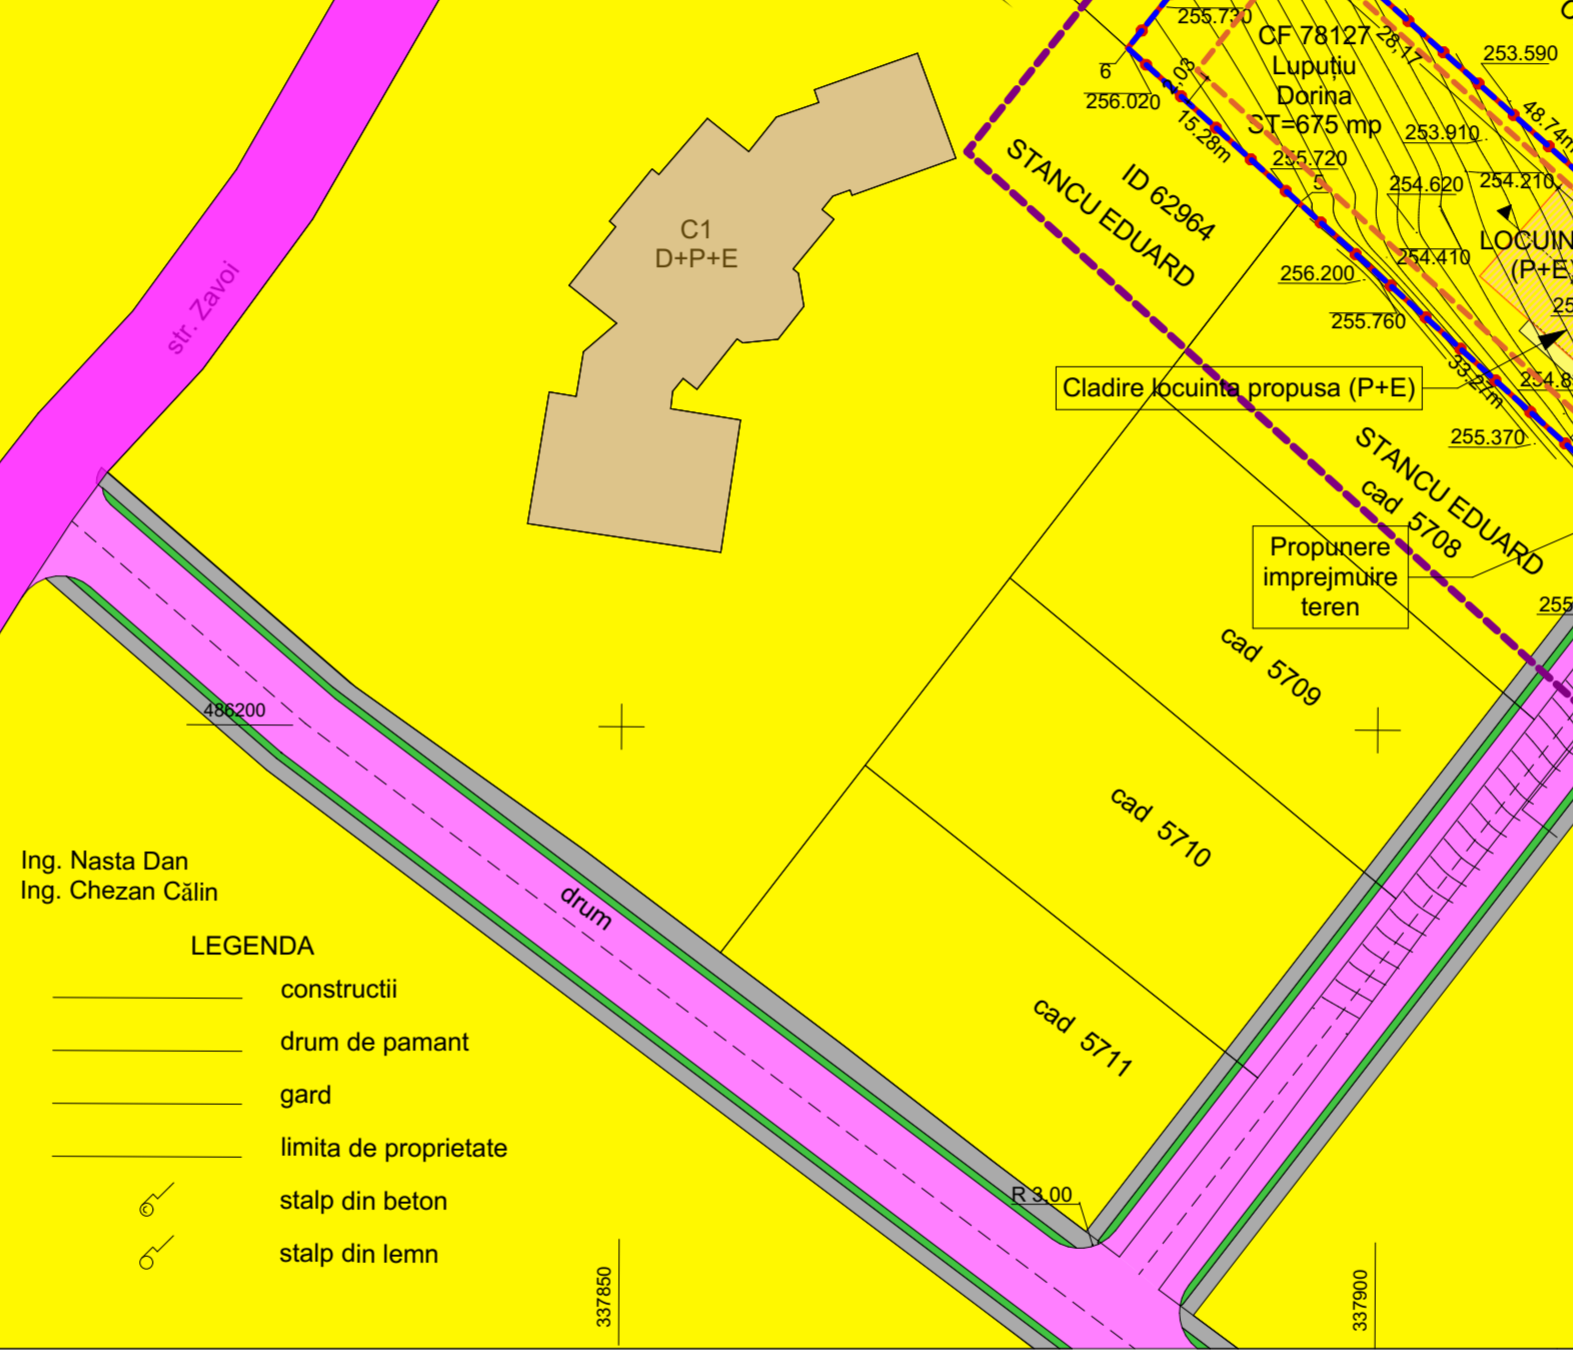 255.730
CF 78127
Lupuțiu
Dorina
ST=675 mp
28,17
253.590
6
256.020
15.28m
48.74m
253.910
255.720
5
254.620
254.210
STANCU EDUARD
ID 62964
254.410
256.200
255.760
C1
D+P+E
str. Zavoi
Cladire locuinta propusa (P+E)
33,27m
255.370
STANCU EDUARD
cad 5708
Propunere
imprejmuire
teren
cad 5709
486200
cad 5710
drum
cad 5711
Ing. Nasta Dan
Ing. Chezan Călin
LEGENDA
constructii
drum de pamant
gard
limita de proprietate
stalp din beton
stalp din lemn
R 3,00
337850
337900